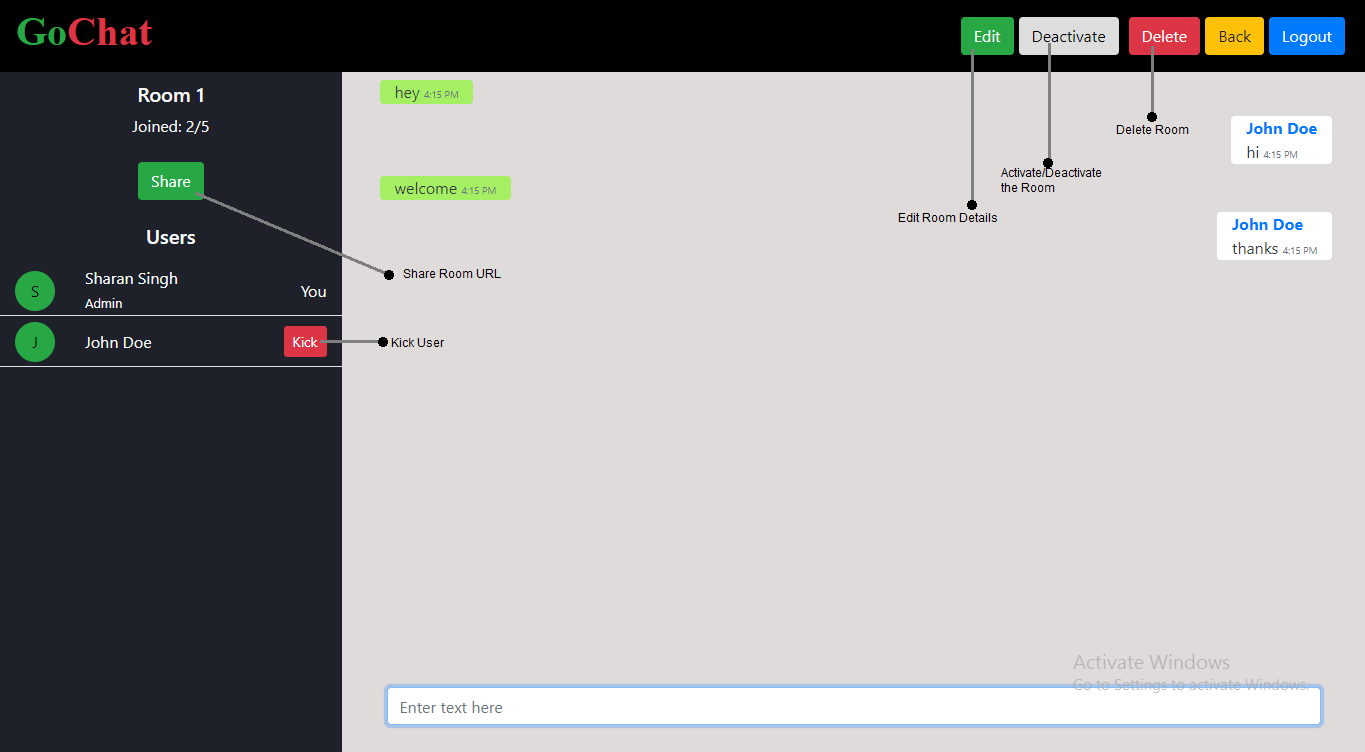 GoChat
Edit
Deactivate
Delete
Back
Logout
Room 1
Joined: 2/5
Share
Users
S
Sharan Singh
Admin
You
J
John Doe
Kick
hey 4:15 PM
John Doe
hi 4:15 PM
welcome 4:15 PM
John Doe
thanks 4:15 PM
Delete Room
Activate/Deactivate
the Room
Edit Room Details
Share Room URL
Kick User
Activate Windows
Go to Settings to activate Windows.
Enter text here